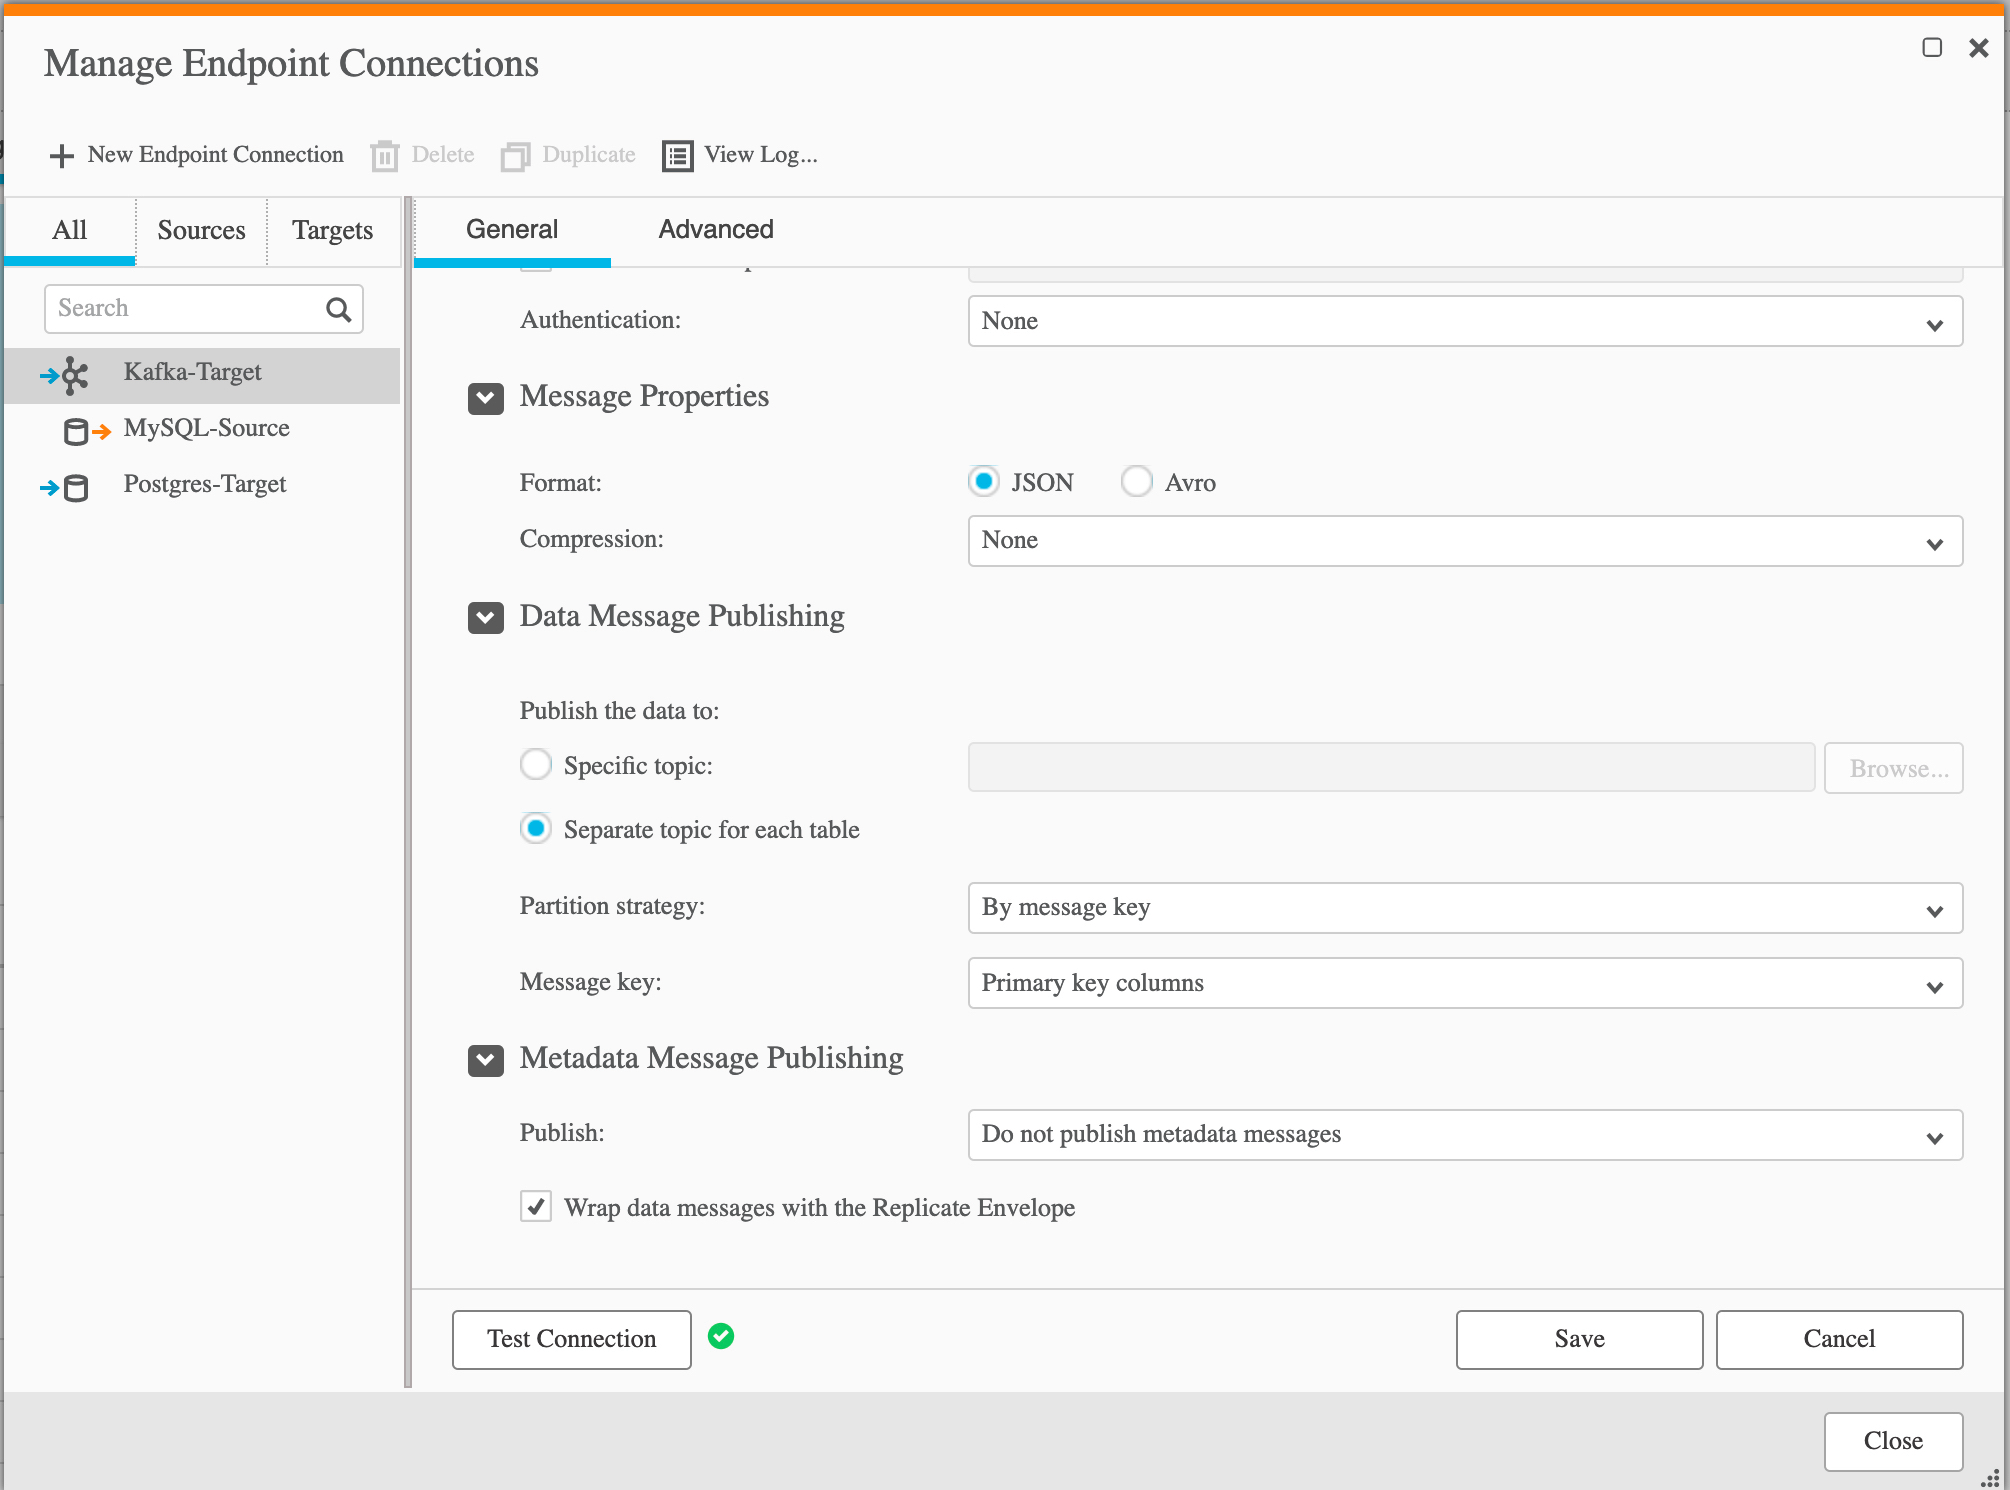 Manage Endpoint Connections
New Endpoint Connection Delete Duplicate View Log...
All Sources Targets General Advanced
Search
Kafka-Target
MySQL-Source
Postgres-Target
Authentication: None
Message Properties
Format: JSON Avro
Compression: None
Data Message Publishing
Publish the data to:
Specific topic: Browse...
Separate topic for each table
Partition strategy: By message key
Message key: Primary key columns
Metadata Message Publishing
Publish: Do not publish metadata messages
Wrap data messages with the Replicate Envelope
Test Connection Save Cancel
Close